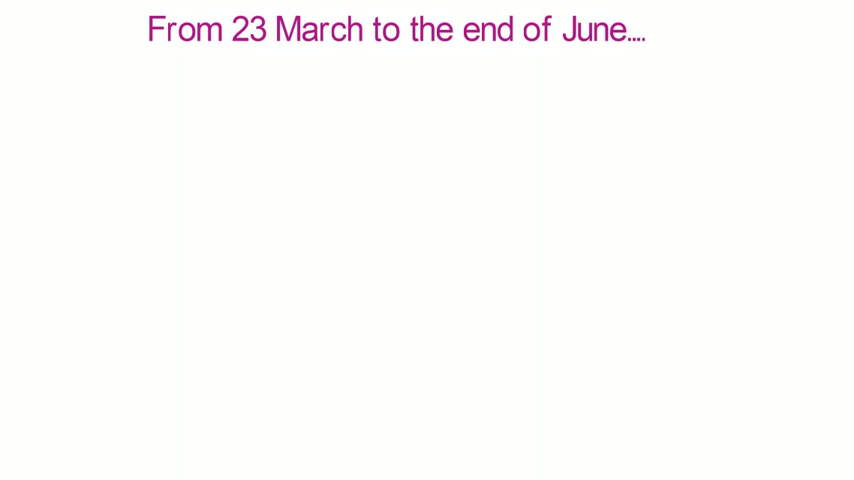 From 23 March to the end of June....